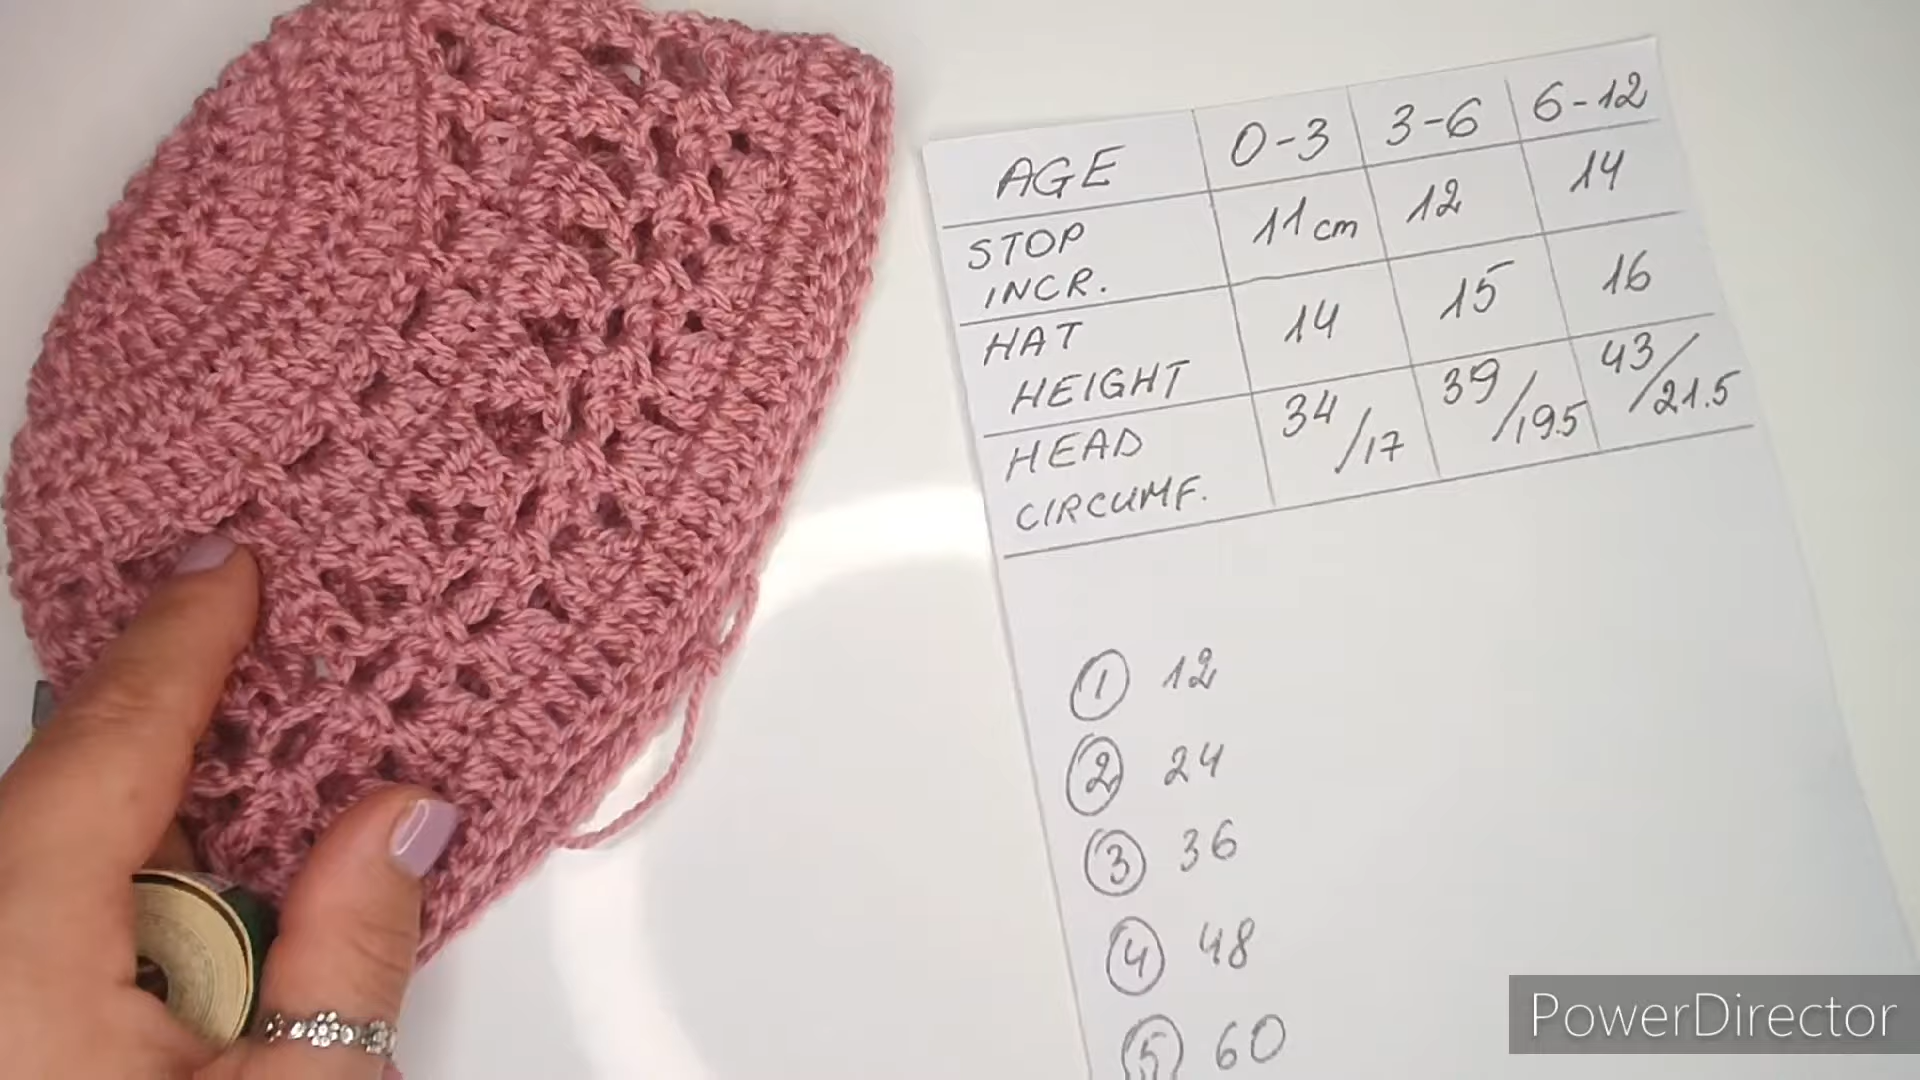 AGE 0-3 3-6 6-12
STOP INCR. 11 cm 12 14
HAT HEIGHT 14 15 16
HEAD CIRCUMF. 34/17 39/19.5 43/21.5
① 12
② 24
③ 36
④ 48
⑤ 60
PowerDirector